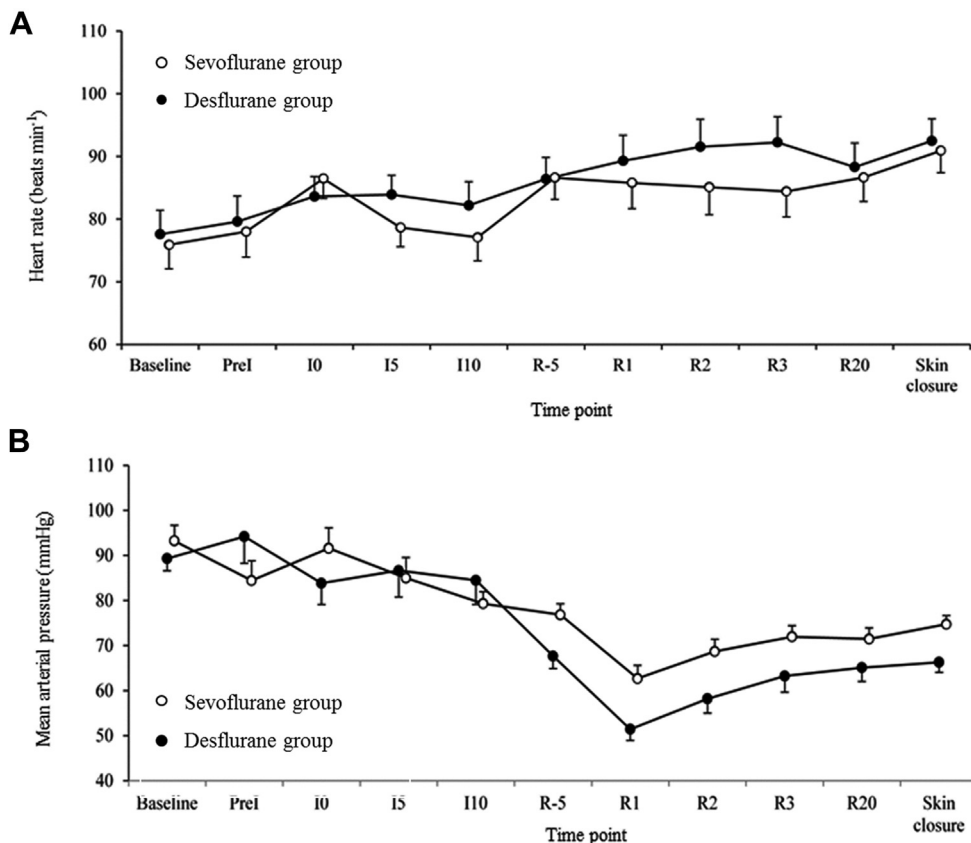 A
110
100
90
80
70
60
Heart rate (beats min⁻¹)
Sevoflurane group
Desflurane group
Baseline PreI I0 I5 I10 R-5 R1 R2 R3 R20 Skin
closure
Time point
B
110
100
90
80
70
60
50
40
Mean arterial pressure (mmHg)
Sevoflurane group
Desflurane group
Baseline PreI I0 I5 I10 R-5 R1 R2 R3 R20 Skin
closure
Time point